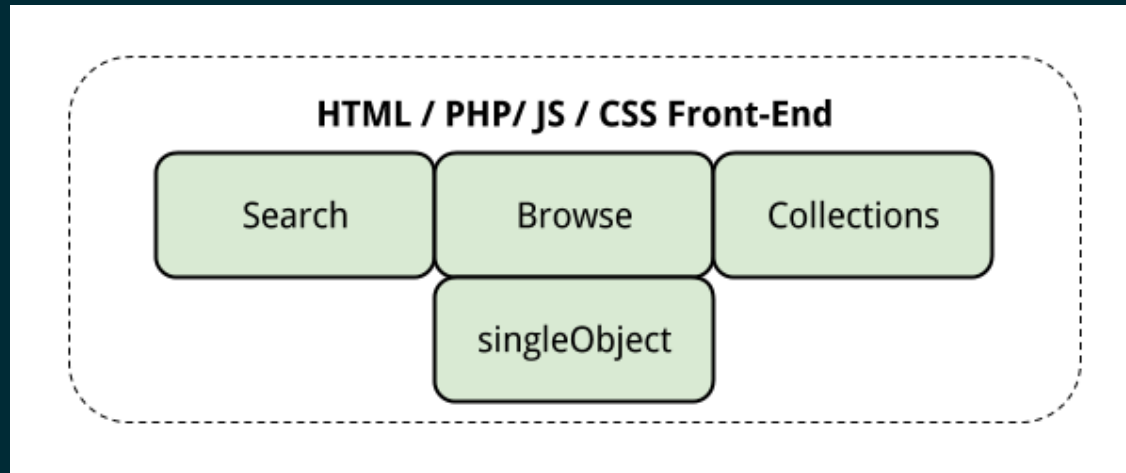 HTML / PHP/ JS / CSS Front-End
Search Browse Collections
singleObject